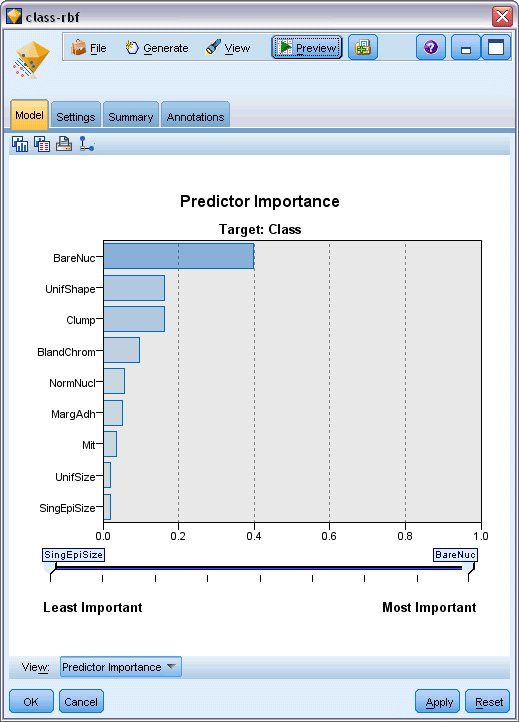 class-rbf
File Generate View Preview
Model Settings Summary Annotations
Predictor Importance
Target: Class
BareNuc
UnifShape
Clump
BlandChrom
NormNucl
MargAdh
Mit
UnifSize
SingEpiSize
0.0 0.2 0.4 0.6 0.8 1.0
SingEpiSize BareNuc
Least Important Most Important
View: Predictor Importance
OK Cancel Apply Reset